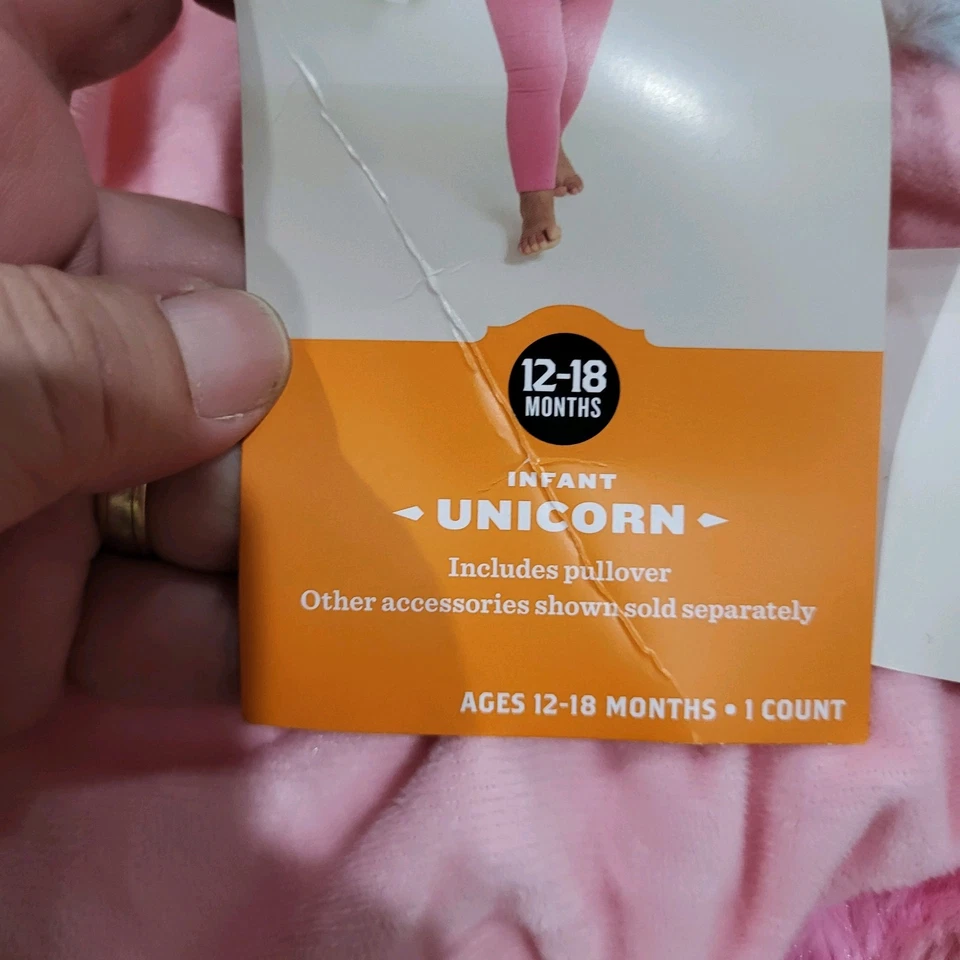 12-18
MONTHS
INFANT
UNICORN
Includes pullover
Other accessories shown sold separately
AGES 12-18 MONTHS • 1 COUNT